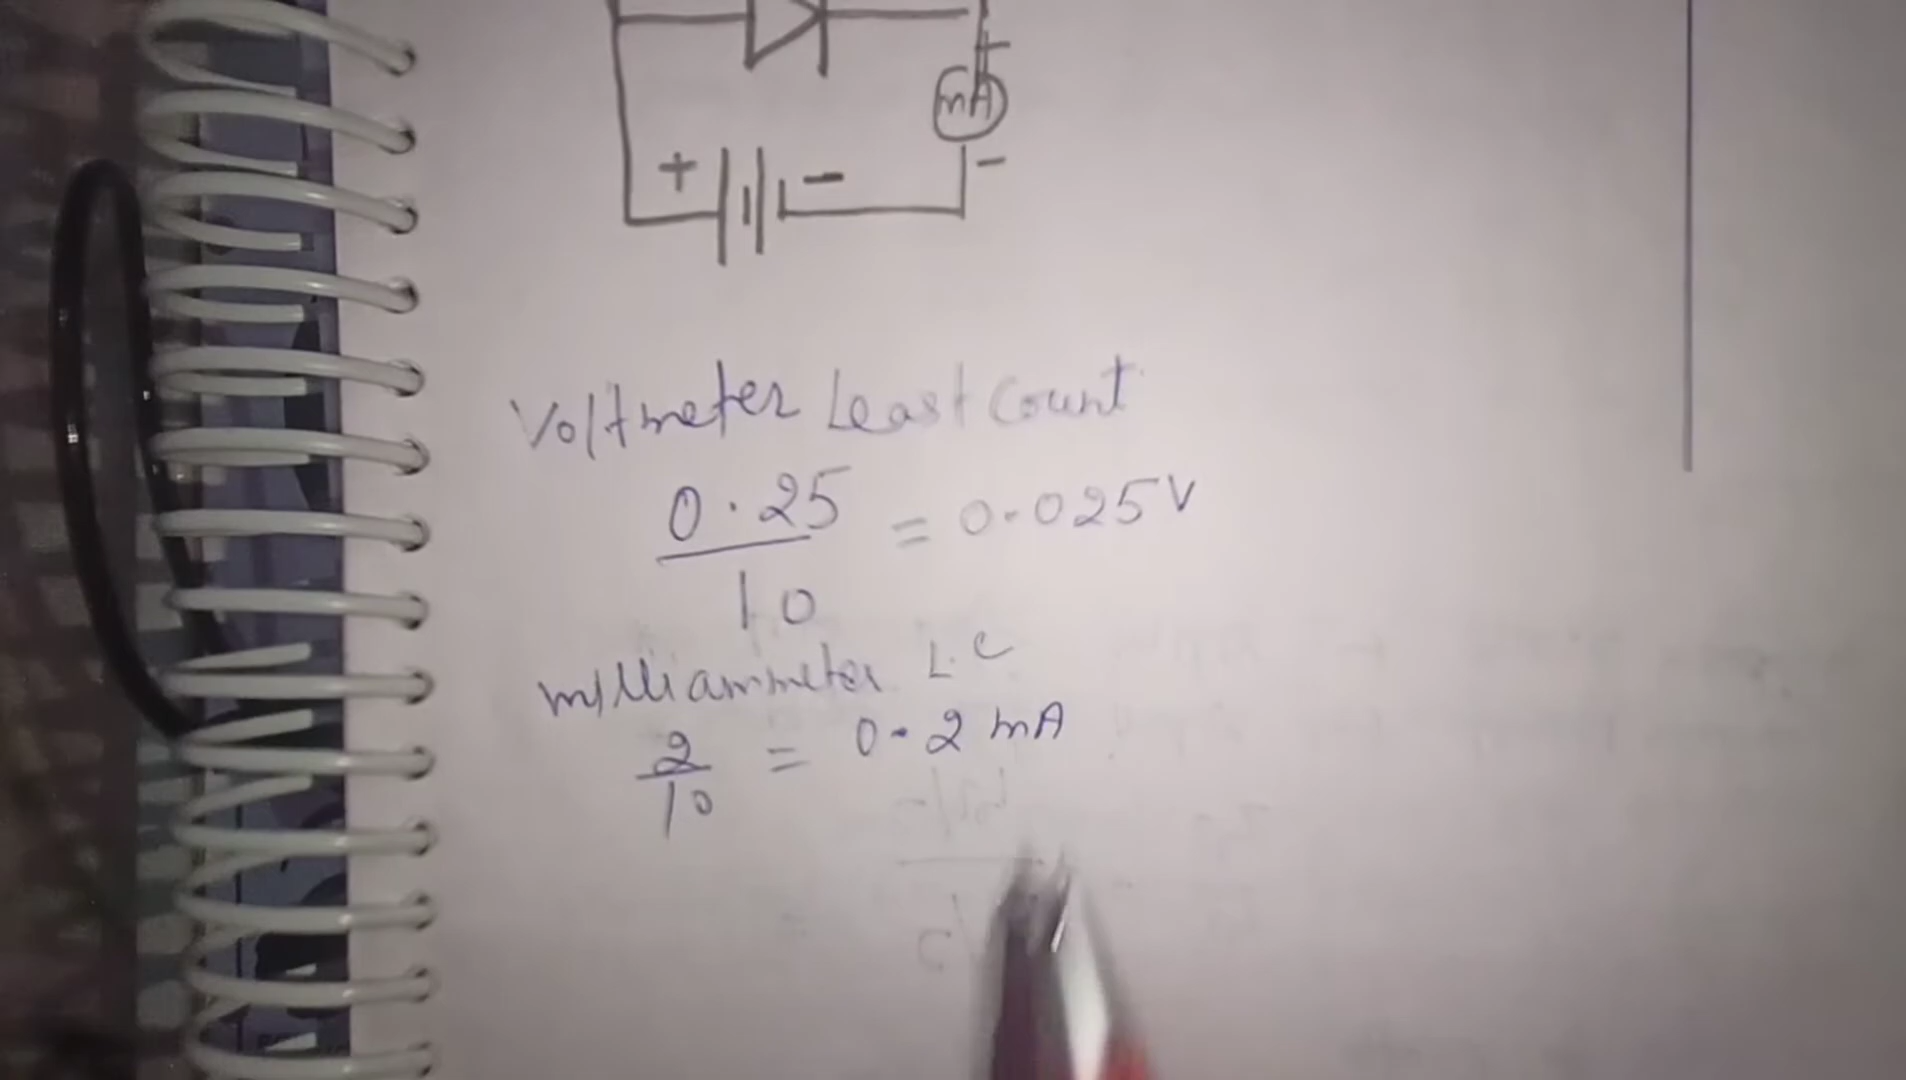 +
mA
+ - -
Voltmeter Least Count
0.25
= 0.025V
10
milliammeter L.C
2
= 0.2 mA
10